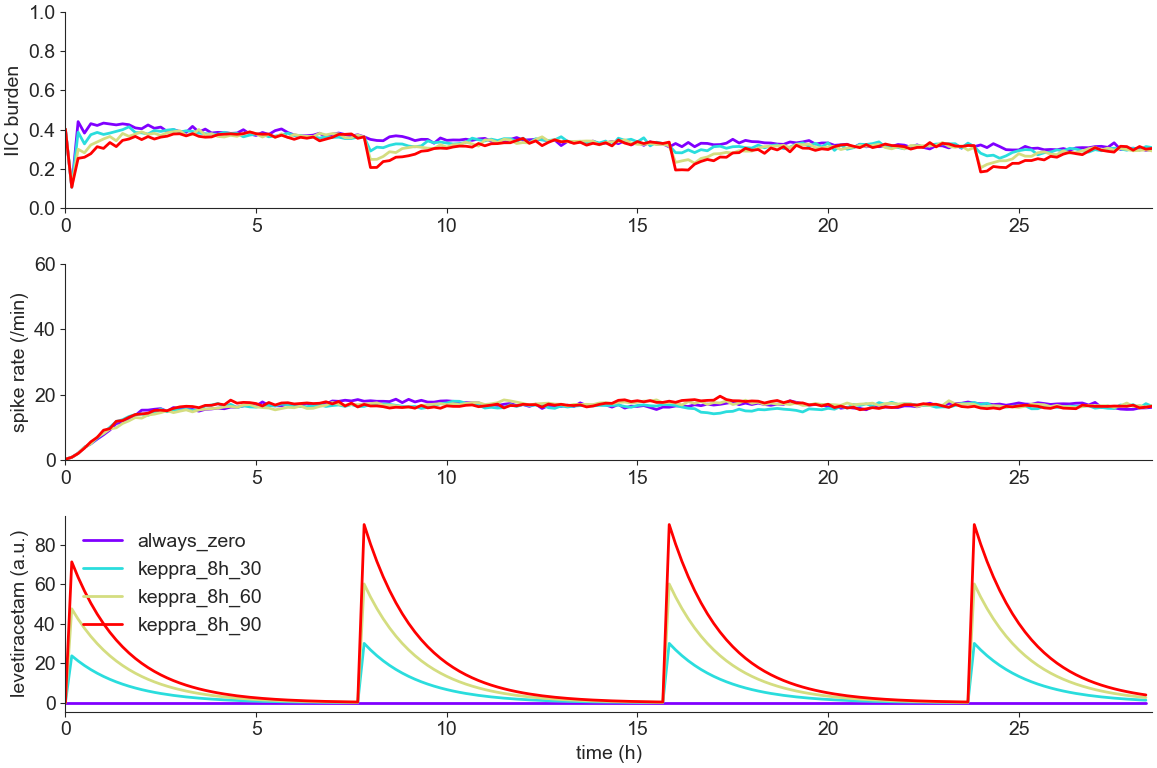 IIC burden
1.0
0.8
0.6
0.4
0.2
0.0
0 5 10 15 20 25
spike rate (/min)
60
40
20
0
0 5 10 15 20 25
levetiracetam (a.u.)
80
60
40
20
0
always_zero
keppra_8h_30
keppra_8h_60
keppra_8h_90
0 5 10 15 20 25
time (h)